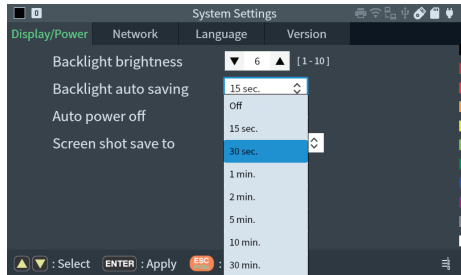 0 System Settings
Display/Power Network Language Version
Backlight brightness 6 [1-10]
Backlight auto saving 15 sec.
Off
Auto power off
15 sec.
Screen shot save to
30 sec.
1 min.
2 min.
5 min.
10 min.
30 min.
: Select ENTER : Apply ESC :